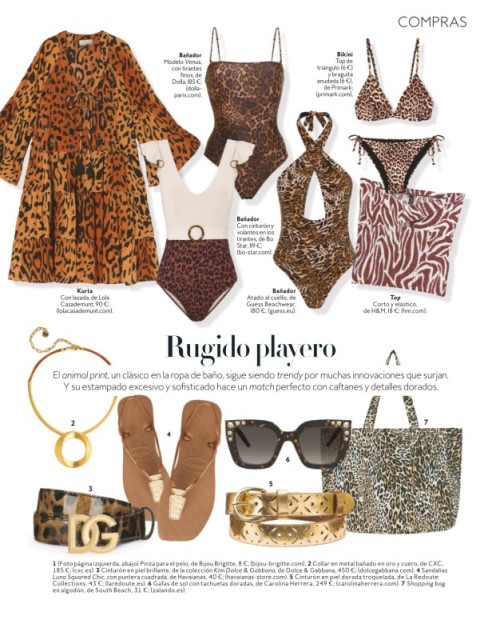 COMPRAS
Bañador
Modelo Venus,
con tirantes
finos, de
Dolla, 185 €;
(dolla-
paris.com).
Bikini
Top de
triángulo (6 €)
y braguita
anudada (6 €),
de Primark;
(primark.com).
Bañador
Con cinturón y
volantes en los
tirantes, de Bo
Star, 119 €;
(bo-star.com)
Kurta
Con lazada, de Lola
Casademunt, 90 €;
(lolacasademunt.com).
Bañador
Atado al cuello, de
Guess Beachwear,
180 €; (guess.eu).
Top
Corto y elástico,
de H&M, 18 €; (hm.com).
Rugido playero
El animal print, un clásico en la ropa de baño, sigue siendo trendy por muchas innovaciones que surjan.
Y su estampado excesivo y sofisticado hace un match perfecto con caftanes y detalles dorados.
2
4
6
7
3
5
DG
1 (Foto página izquierda, abajo) Pinza para el pelo, de Bijou Brigitte, 8 €; (bijou-brigitte.com). 2 Collar en metal bañado en oro y cuero, de CXC,
185 €; (cxc.es). 3 Cinturón en piel brillante, de la colección Kim Dolce & Gabbana, de Dolce & Gabbana, 450 €; (dolcegabbana.com). 4 Sandalias
Luna Squared Chic, con puntera cuadrada, de Havaianas, 40 €; (havaianas-store.com). 5 Cinturón en piel dorada troquelada, de La Redoute
Collections, 45 €; (laredoute.es). 6 Gafas de sol con tachuelas doradas, de Carolina Herrera, 249 €; (carolinaherrera.com). 7 Shopping bag
en algodón, de South Beach, 31 €; (zalando.es).